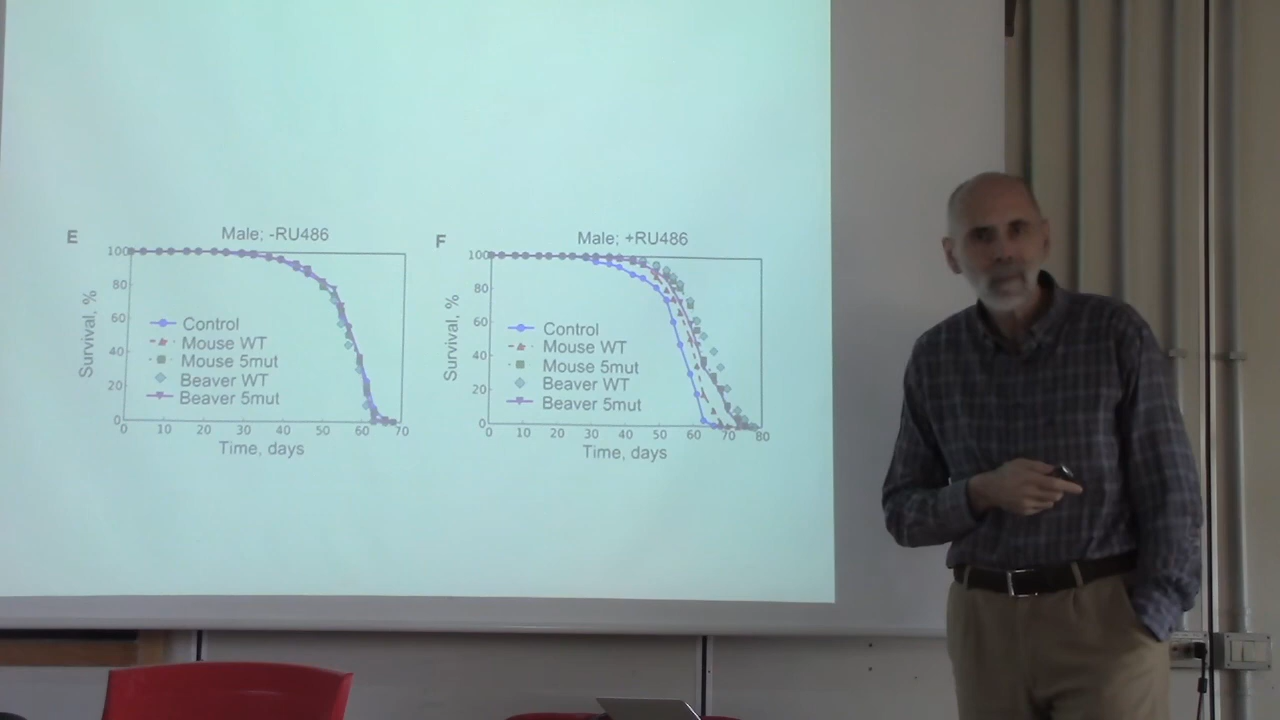 E
Male; -RU486
100
80
60
40
20
0
Survival, %
Control
Mouse WT
Mouse 5mut
Beaver WT
Beaver 5mut
0 10 20 30 40 50 60 70
Time, days
F
Male; +RU486
100
80
60
40
20
0
Survival, %
Control
Mouse WT
Mouse 5mut
Beaver WT
Beaver 5mut
0 10 20 30 40 50 60 70 80
Time, days